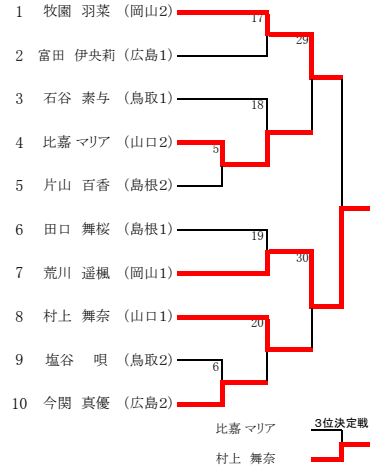 1 牧園 羽菜 (岡山2)
17
29
2 富田 伊央莉 (広島1)
3 石谷 素与 (鳥取1)
18
4 比嘉 マリア (山口2)
5
5 片山 百香 (島根2)
6 田口 舞桜 (島根1)
19
30
7 荒川 遥楓 (岡山1)
8 村上 舞奈 (山口1)
20
9 塩谷 唄 (鳥取2)
6
10 今関 真優 (広島2)
比嘉 マリア 3位決定戦
村上 舞奈